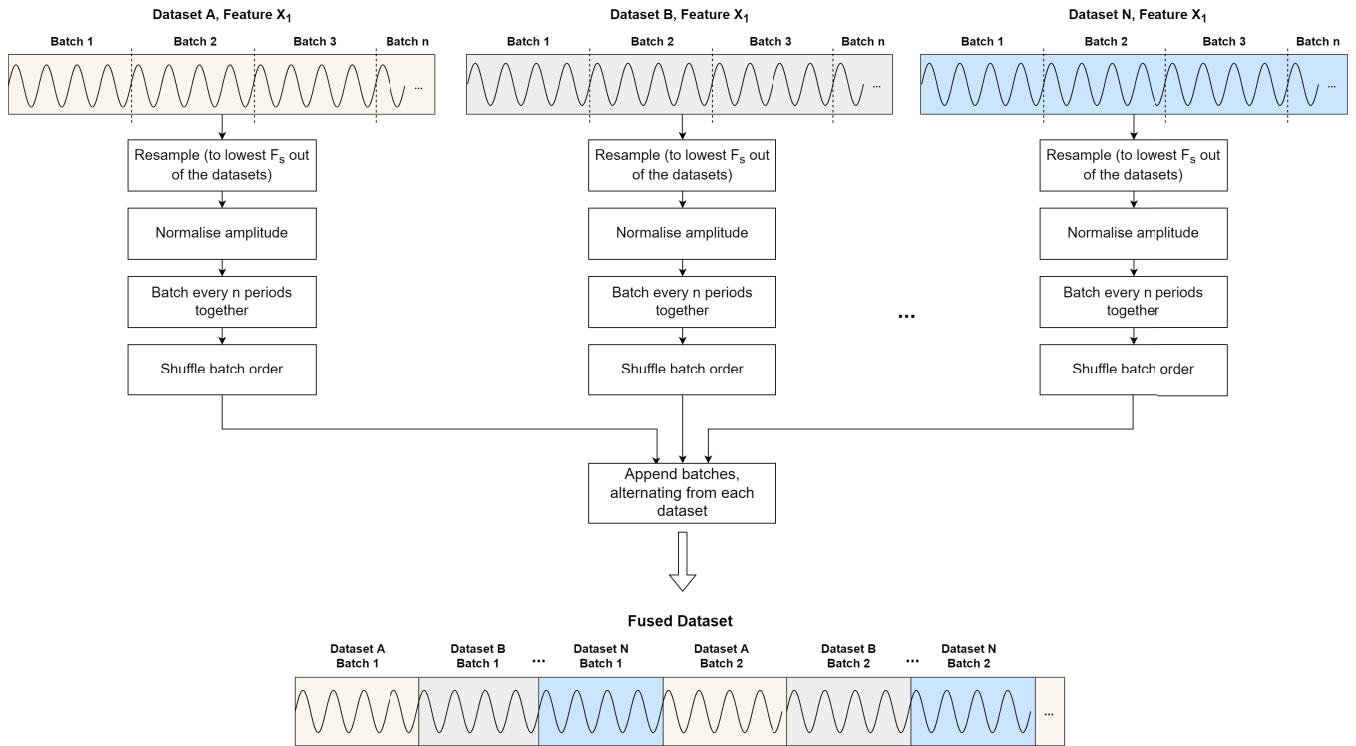 Dataset A, Feature X1
Dataset B, Feature X1
Dataset N, Feature X1
Batch 1 Batch 2 Batch 3 Batch n
Batch 1 Batch 2 Batch 3 Batch n
Batch 1 Batch 2 Batch 3 Batch n
...
...
...
Resample (to lowest Fs out
of the datasets)
Normalise amplitude
Batch every n periods
together
Shuffle batch order
Resample (to lowest Fs out
of the datasets)
Normalise amplitude
Batch every n periods
together
Shuffle batch order
...
Resample (to lowest Fs out
of the datasets)
Normalise amplitude
Batch every n periods
together
Shuffle batch order
Append batches,
alternating from each
dataset
Fused Dataset
Dataset A
Batch 1
Dataset B
Batch 1
...
Dataset N
Batch 1
Dataset A
Batch 2
Dataset B
Batch 2
...
Dataset N
Batch 2
...